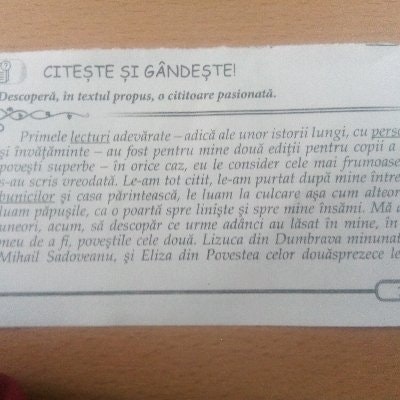 CITEȘTE ȘI GÂNDEȘTE!
Descoperă, în textul propus, o cititoare pasionată.
Primele lecturi adevărate – adică ale unor istorii lungi, cu
și învățăminte – au fost pentru mine două ediții pentru copii a
povești superbe – în orice caz, eu le consider cele mai frumoase
s-au scris vreodată. Le-am tot citit, le-am purtat după mine între
bunicilor și casa părintească, le luam la culcare așa cum
luam păpușile, ca o poartă spre liniște și spre mine însămi. Mă
uneori, acum, să descopăr ce urme adânci au lăsat în mine, în
meu de a fi, poveștile cele două. Lizuca din Dumbrava
Mihail Sadoveanu, și Eliza din Povestea celor douăsprezece